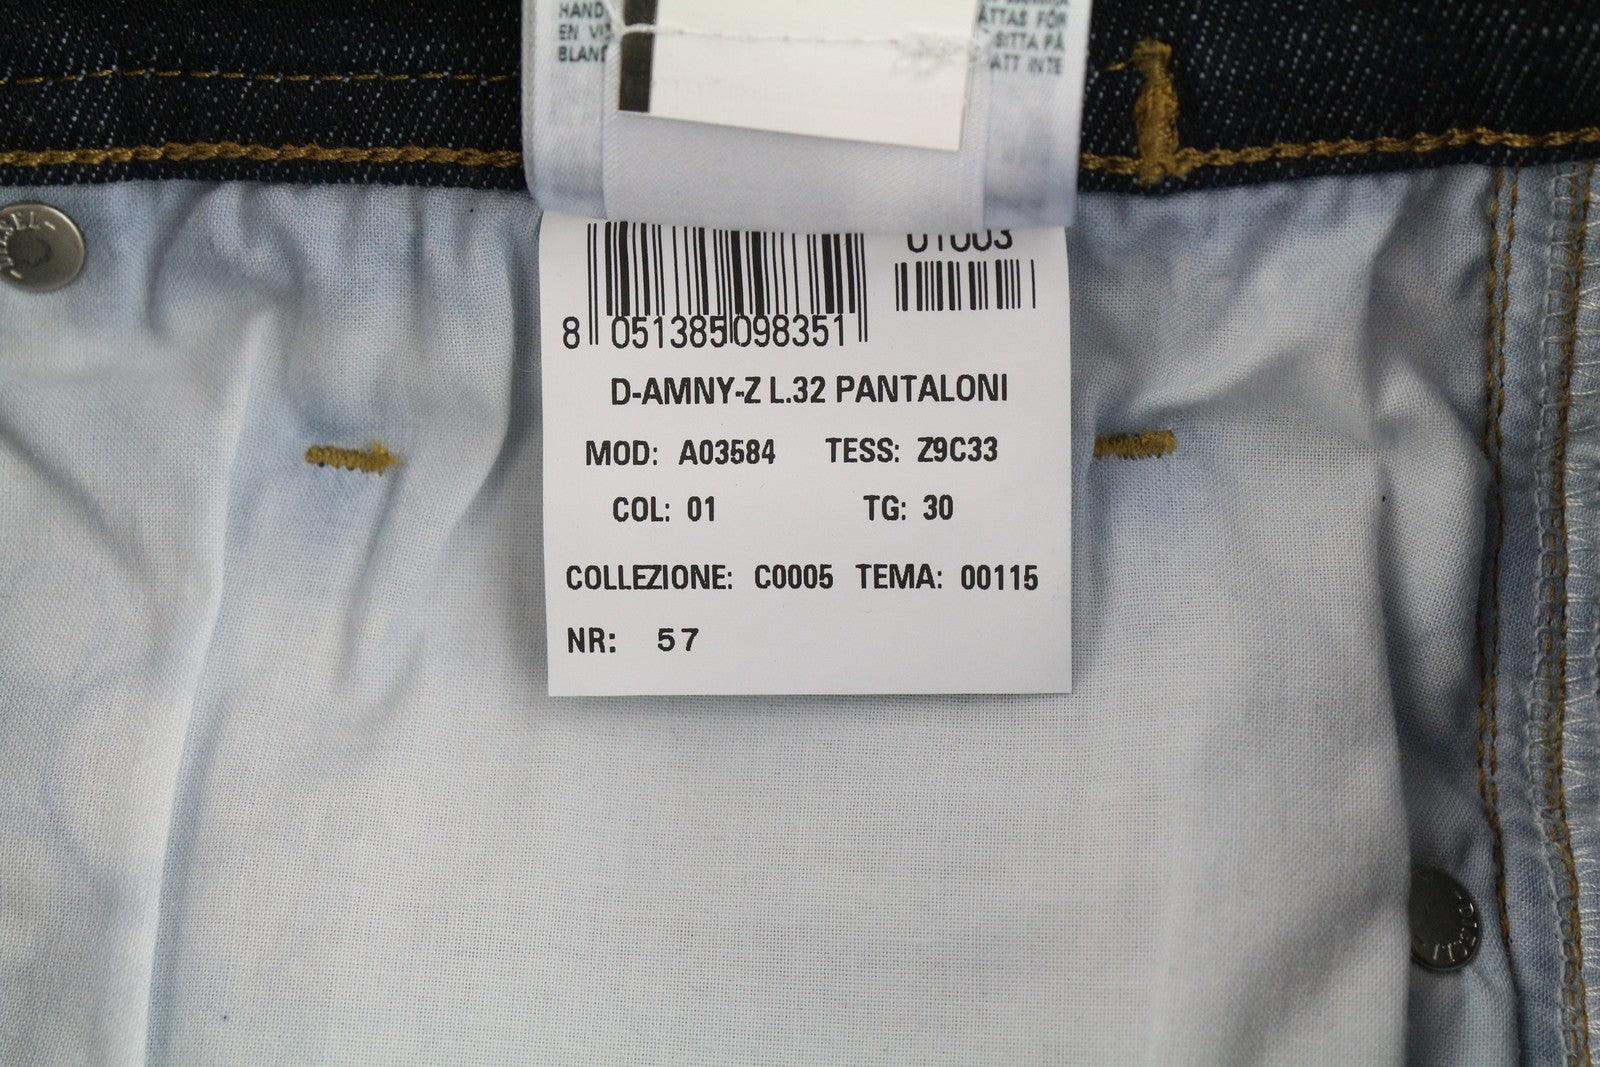 HAND
EN VI
BLAND
ÄTTAS FÖR
SITTA PÅ
ATT INTE
01003
8 051385 098351
D-AMNY-Z L.32 PANTALONI
MOD: A03584 TESS: Z9C33
COL: 01 TG: 30
COLLEZIONE: C0005 TEMA: 00115
NR: 57